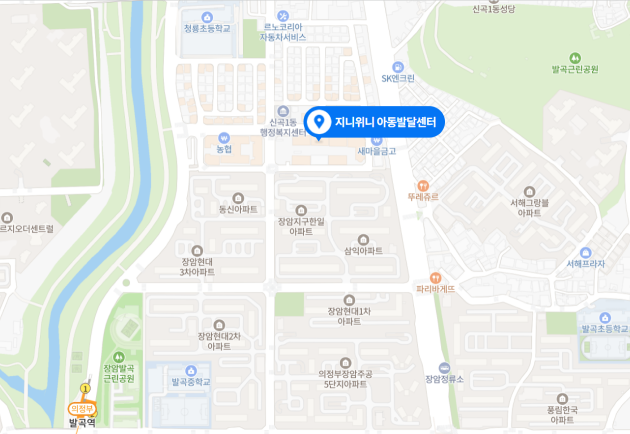 신곡1동성당
청룡초등학교
르노코리아
자동차서비스
발곡근린공원
SK엔크린
신곡1동
행정복지센터
지니위니 아동발달센터
농협
새마을금고
뚜레쥬르
동신아파트
장암지구한일
아파트
서해그랑블
아파트
르지오더센트럴
삼익아파트
장암현대
3차아파트
서해프라자
파리바게뜨
장암현대1차
아파트
장암현대2차
아파트
발곡초등학교
장암발곡
근린공원
발곡중학교
의정부장암주공
5단지아파트
장암정류소
1
의정부
발곡역
풍림한국
아파트